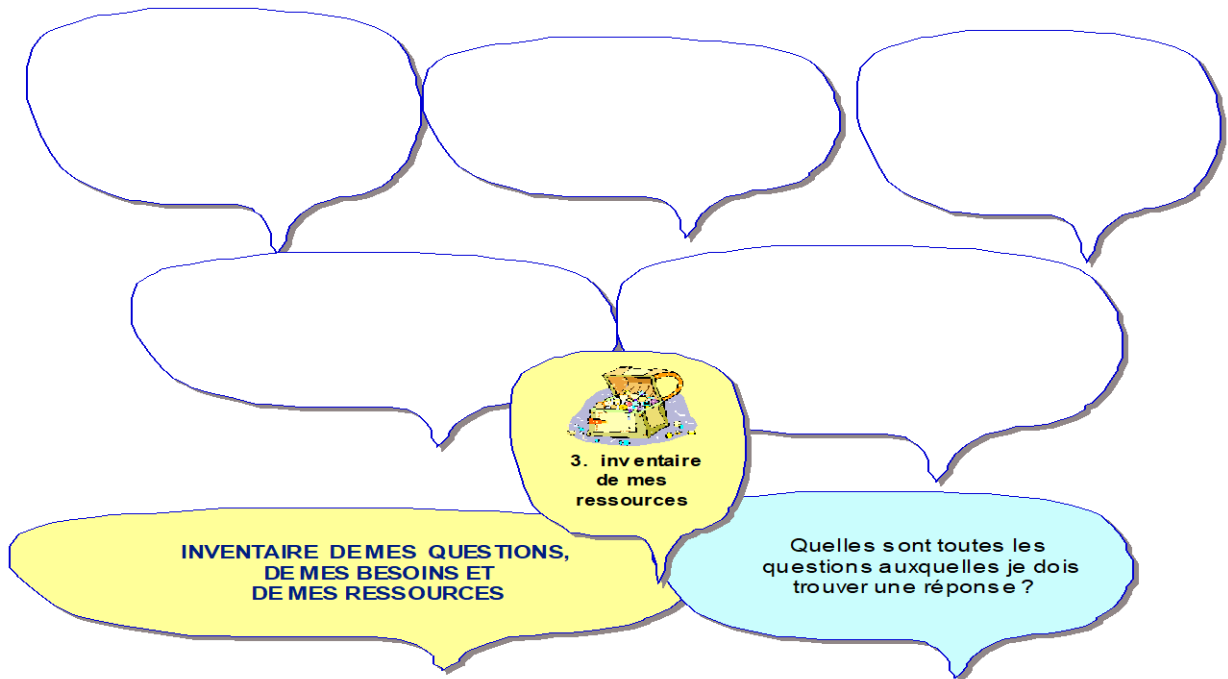 3. inventaire
de mes
ressources
INVENTAIRE DE MES QUESTIONS,
DE MES BESOINS ET
DE MES RESSOURCES
Quelles sont toutes les
questions auxquelles je dois
trouver une réponse ?